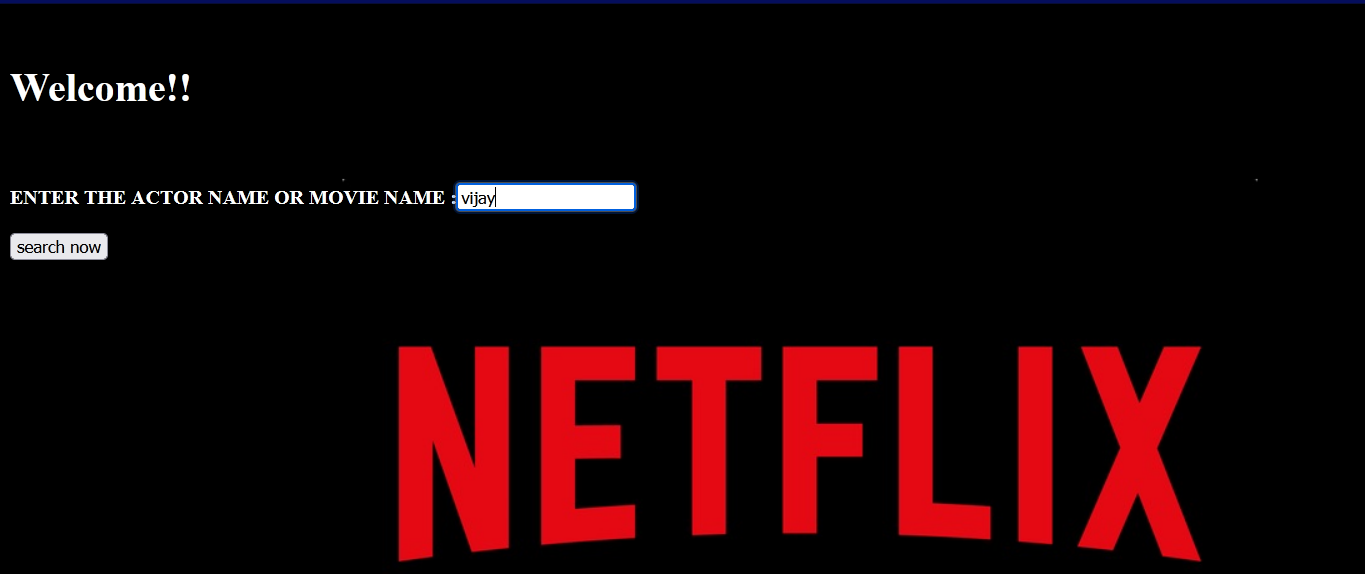 Welcome!!
ENTER THE ACTOR NAME OR MOVIE NAME : vijay
search now
NETFLIX